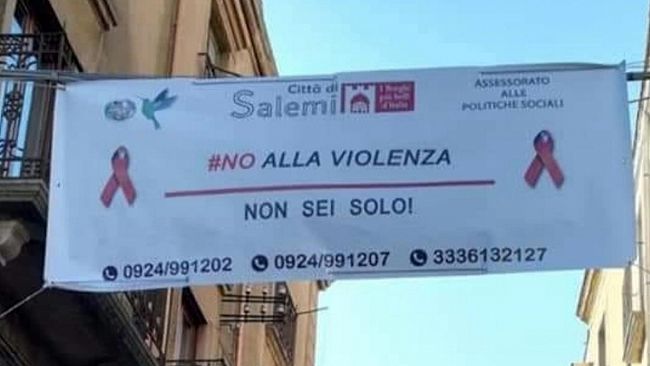 Città di
Salemi
I Borghi
più belli
d'Italia
ASSESSORATO
ALLE
POLITICHE SOCIALI
#NO ALLA VIOLENZA
NON SEI SOLO!
0924/991202 0924/991207 3336132127